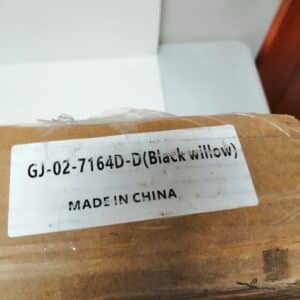 GJ-02-7164D-D(Black willow)
MADE IN CHINA